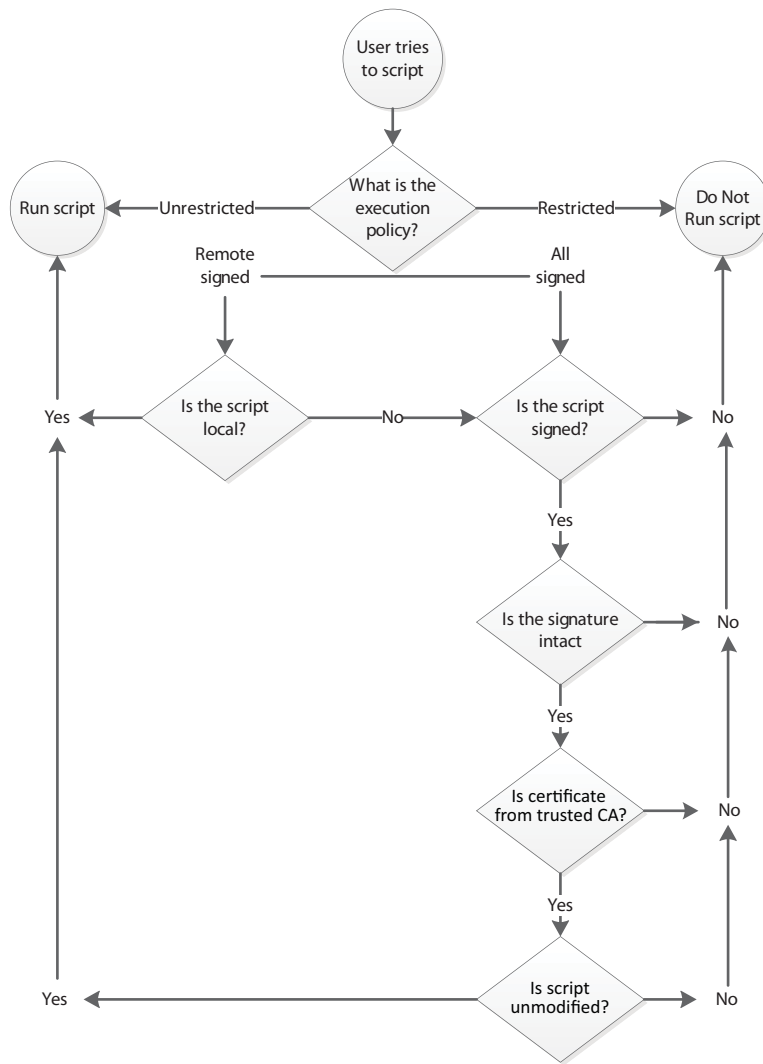 User tries
to script
What is the
execution
policy?
Run script
Unrestricted
Restricted
Do Not
Run script
Remote
signed
All
signed
Yes
Is the script
local?
No
Is the script
signed?
No
Yes
Is the signature
intact
No
Yes
Is certificate
from trusted CA?
No
Yes
Yes
Is script
unmodified?
No